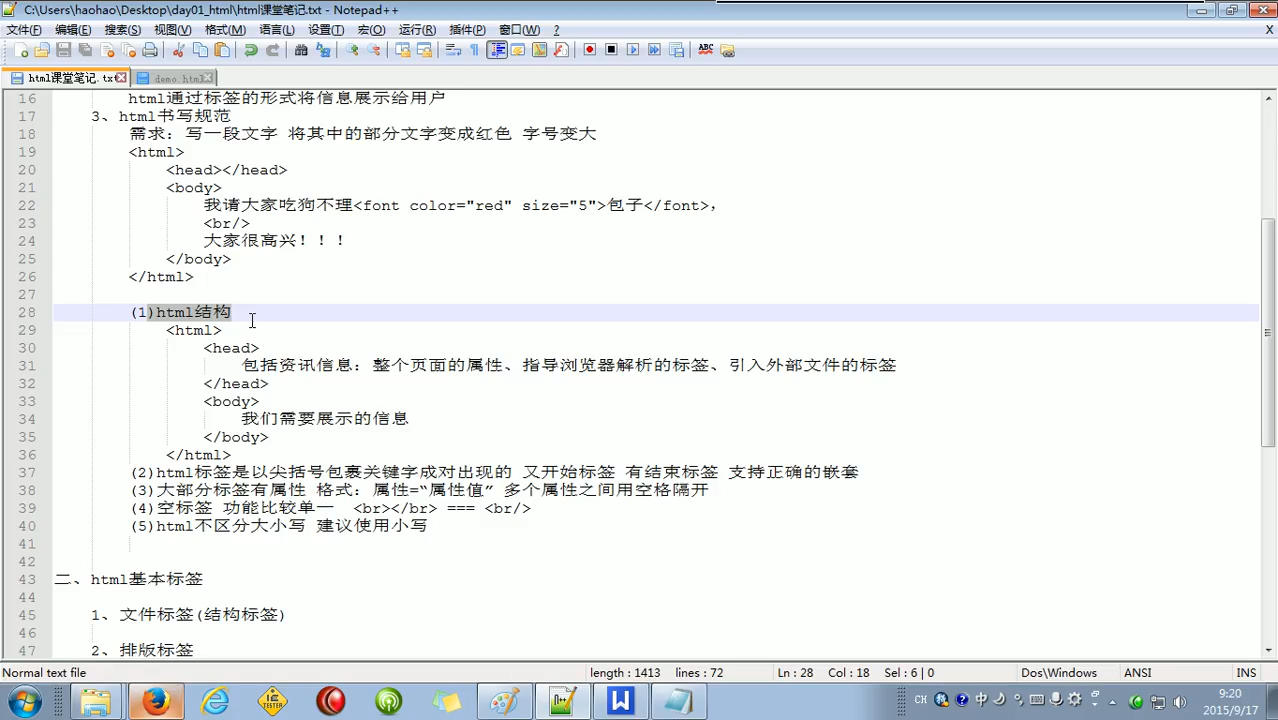 C:\Users\haohao\Desktop\day01_html\html课堂笔记.txt - Notepad++
文件(F) 编辑(E) 搜索(S) 视图(V) 格式(M) 语言(L) 设置(T) 宏(O) 运行(R) 插件(P) 窗口(W) ? X
html课堂笔记.txt demo.html
16 html通过标签的形式将信息展示给用户
17 3、html书写规范
18 需求：写一段文字 将其中的部分文字变成红色 字号变大
19 <html>
20 <head></head>
21 <body>
22 我请大家吃狗不理<font color="red" size="5">包子</font>，
23 <br/>
24 大家很高兴！！！
25 </body>
26 </html>
27
28 (1)html结构
29 <html>
30 <head>
31 包括资讯信息：整个页面的属性、指导浏览器解析的标签、引入外部文件的标签
32 </head>
33 <body>
34 我们需要展示的信息
35 </body>
36 </html>
37 (2)html标签是以尖括号包裹关键字成对出现的 又开始标签 有结束标签 支持正确的嵌套
38 (3)大部分标签有属性 格式：属性=“属性值” 多个属性之间用空格隔开
39 (4)空标签 功能比较单一 <br></br> === <br/>
40 (5)html不区分大小写 建议使用小写
41
42
43 二、html基本标签
44
45 1、文件标签(结构标签)
46
47 2、排版标签
Normal text file length : 1413 lines : 72 Ln : 28 Col : 18 Sel : 6 | 0 Dos\Windows ANSI INS
CH 中 9:20
2015/9/17